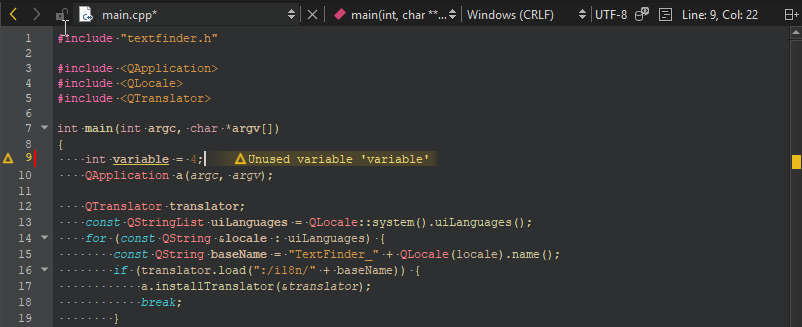 main.cpp* main(int, char **... Windows (CRLF) UTF-8 Line: 9, Col: 22
1 #include "textfinder.h"
2
3 #include <QApplication>
4 #include <QLocale>
5 #include <QTranslator>
6
7 int main(int argc, char *argv[])
8 {
9 int variable = 4; Unused variable 'variable'
10 QApplication a(argc, argv);
11
12 QTranslator translator;
13 const QStringList uiLanguages = QLocale::system().uiLanguages();
14 for (const QString &locale : uiLanguages) {
15 const QString baseName = "TextFinder_" + QLocale(locale).name();
16 if (translator.load(":/i18n/" + baseName)) {
17 a.installTranslator(&translator);
18 break;
19 }